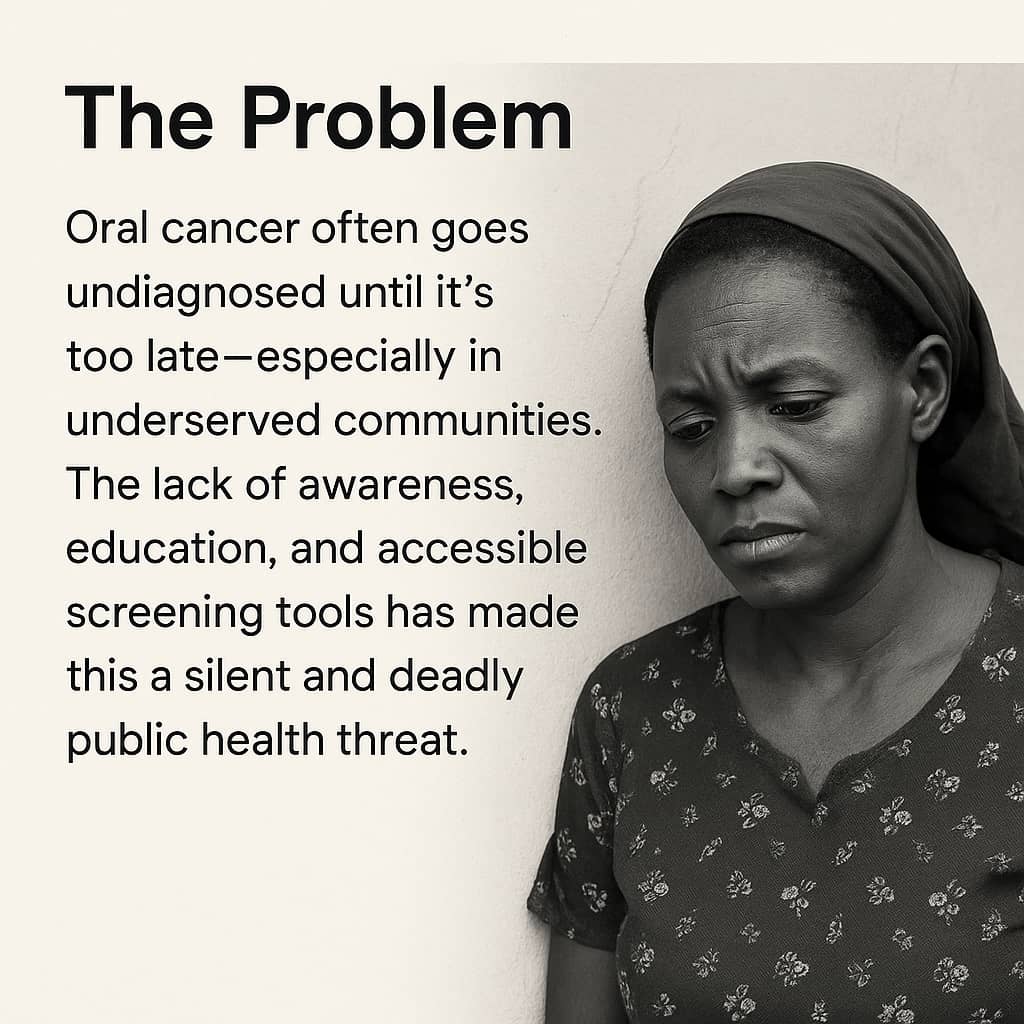 The Problem
Oral cancer often goes
undiagnosed until it’s
too late—especially in
underserved communities.
The lack of awareness,
education, and accessible
screening tools has made
this a silent and deadly
public health threat.